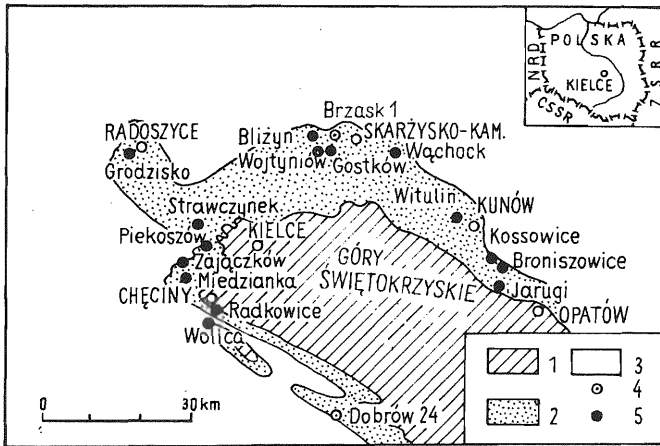 POLSKA
NRD
KIELCE
ČSSR
ZSRR
Brzask 1
RADOSZYCE
Bliżyn
SKARŻYSKO-KAM.
Grodzisko
Wojtyniów
Gostków
Wąchock
Witulin
KUNÓW
Strawczynek
KIELCE
Kossowice
Piekoszów
Broniszowice
Zajączków
GÓRY
ŚWIĘTOKRZYSKIE
Miedzianka
CHĘCINY
Jarugi
Radkowice
OPATÓW
Wolica
1
3
4
2
5
0
30 km
Dobrów 24